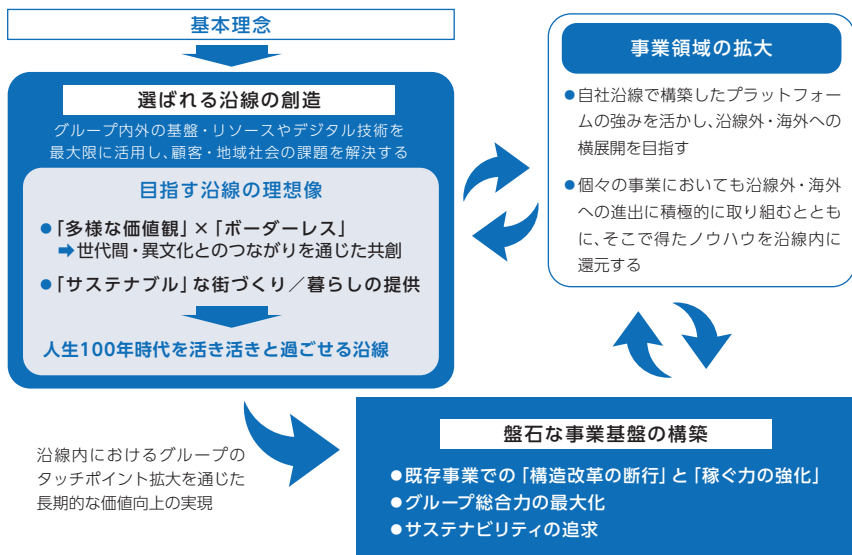 基本理念
選ばれる沿線の創造
グループ内外の基盤・リソースやデジタル技術を
最大限に活用し、顧客・地域社会の課題を解決する
目指す沿線の理想像
●「多様な価値観」×「ボーダーレス」
➡世代間・異文化とのつながりを通じた共創
●「サステナブル」な街づくり／暮らしの提供
人生100年時代を活き活きと過ごせる沿線
事業領域の拡大
●自社沿線で構築したプラットフォー
ムの強みを活かし、沿線外・海外への
横展開を目指す
●個々の事業においても沿線外・海外
への進出に積極的に取り組むととも
に、そこで得たノウハウを沿線内に
還元する
沿線内におけるグループの
タッチポイント拡大を通じた
長期的な価値向上の実現
盤石な事業基盤の構築
●既存事業での「構造改革の断行」と「稼ぐ力の強化」
●グループ総合力の最大化
●サステナビリティの追求